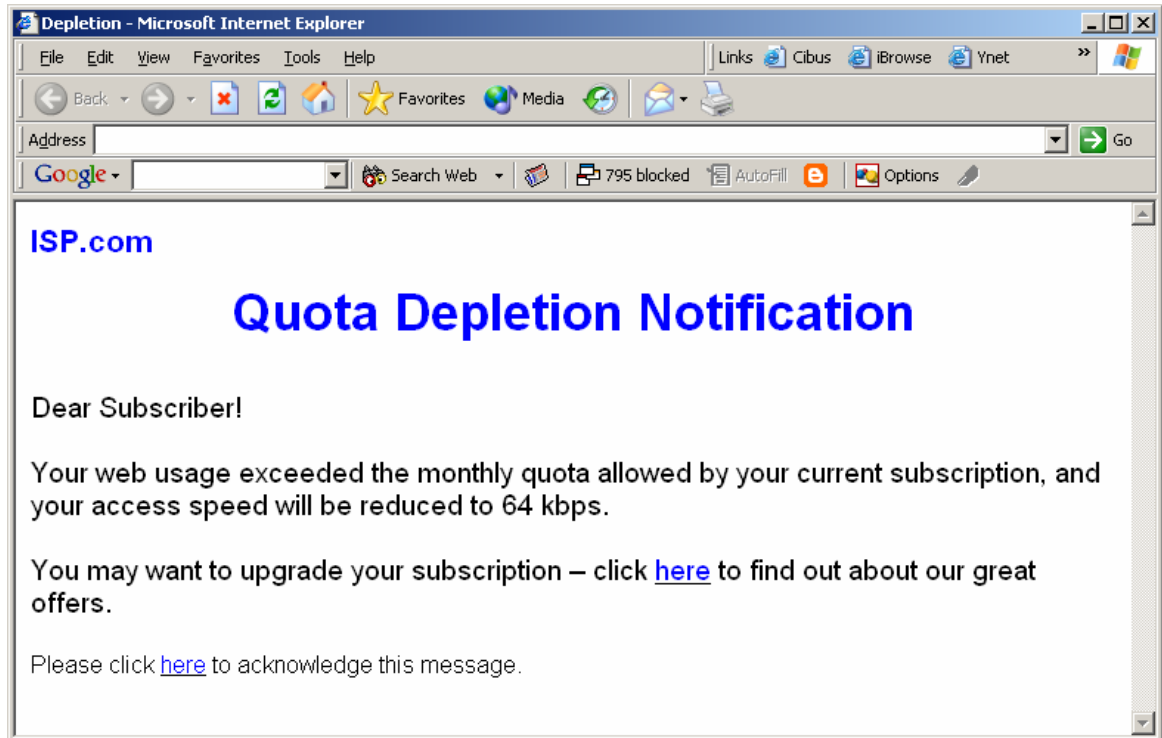 Depletion - Microsoft Internet Explorer
File Edit View Favorites Tools Help Links Cibus iBrowse Ynet »
Back Favorites Media
Address Go
Google Search Web 795 blocked AutoFill Options
ISP.com
Quota Depletion Notification
Dear Subscriber!
Your web usage exceeded the monthly quota allowed by your current subscription, and
your access speed will be reduced to 64 kbps.
You may want to upgrade your subscription – click here to find out about our great
offers.
Please click here to acknowledge this message.